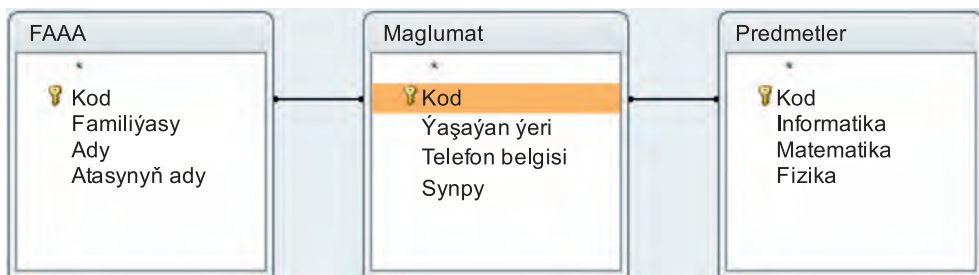 FAAA
*
Kod
Familiýasy
Ady
Atasynyň ady
Maglumat
*
Kod
Ýaşaýan ýeri
Telefon belgisi
Synpy
Predmetler
*
Kod
Informatika
Matematika
Fizika